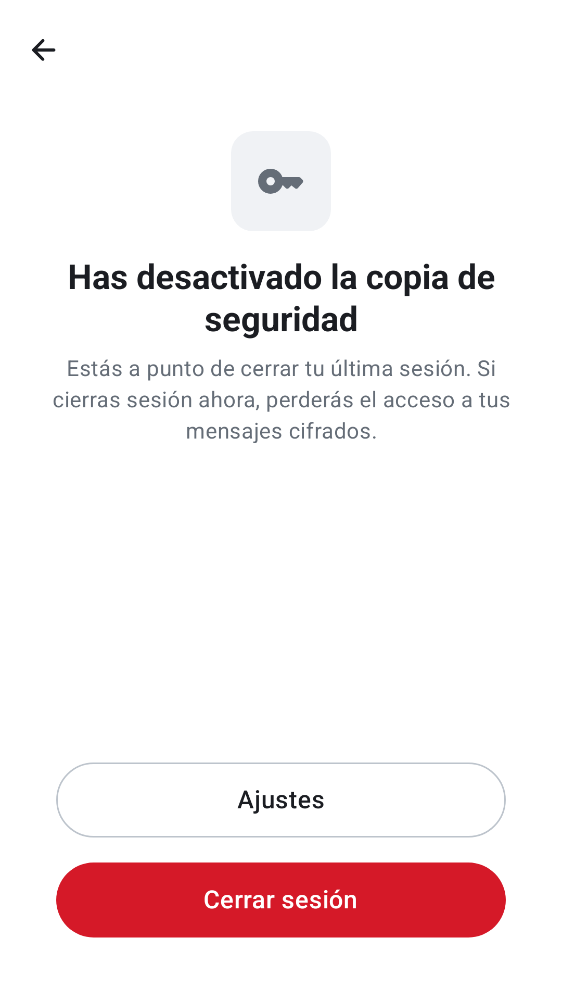 Has desactivado la copia de
seguridad
Estás a punto de cerrar tu última sesión. Si
cierras sesión ahora, perderás el acceso a tus
mensajes cifrados.
Ajustes
Cerrar sesión